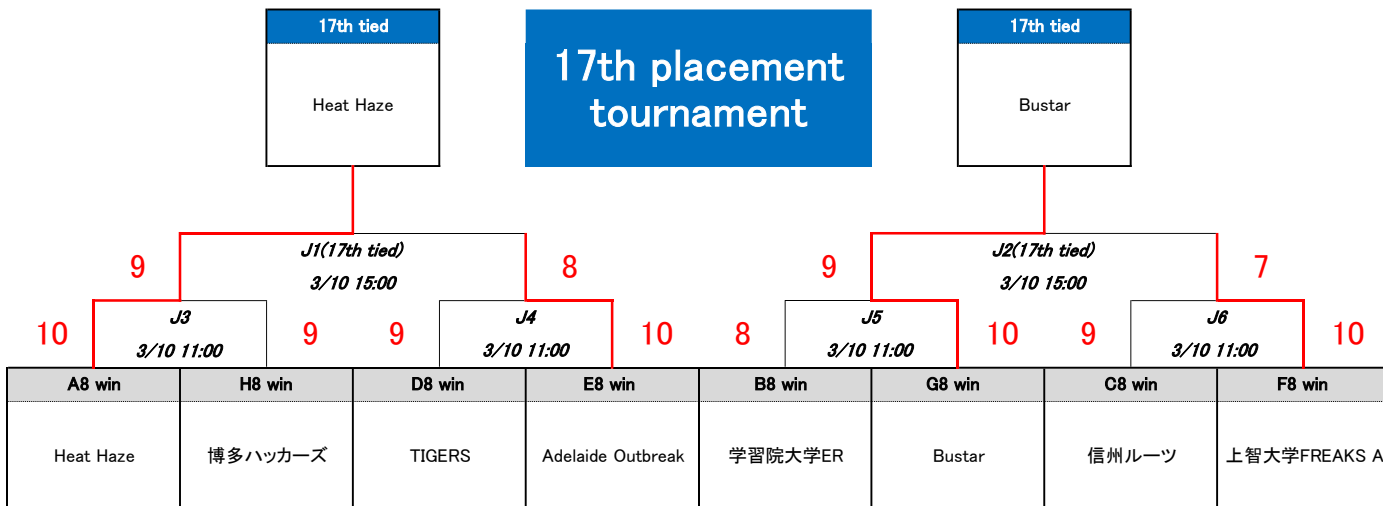 17th tied
17th tied
17th placement
tournament
Heat Haze
Bustar
J1(17th tied)
J2(17th tied)
9
8
9
7
3/10 15:00
3/10 15:00
J3
J4
J5
J6
10
9
9
10
8
10
9
10
3/10 11:00
3/10 11:00
3/10 11:00
3/10 11:00
A8 win
H8 win
D8 win
E8 win
B8 win
G8 win
C8 win
F8 win
Heat Haze
博多ハッカーズ
TIGERS
Adelaide Outbreak
学習院大学ER
Bustar
信州ルーツ
上智大学FREAKS A